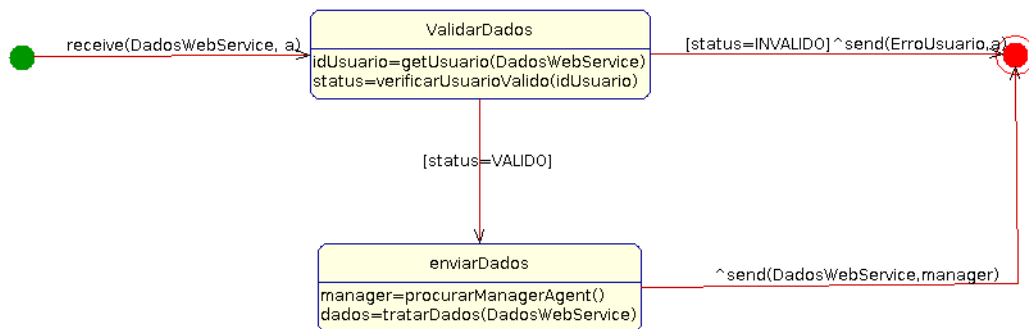 ValidarDados
receive(DadosWebService, a)
[status=INVALIDO]^send(ErroUsuario,a)
idUsuario=getUsuario(DadosWebService)
status=verificarUsuarioValido(idUsuario)
[status=VALIDO]
enviarDados
^send(DadosWebService,manager)
manager=procurarManagerAgent()
dados=tratarDados(DadosWebService)